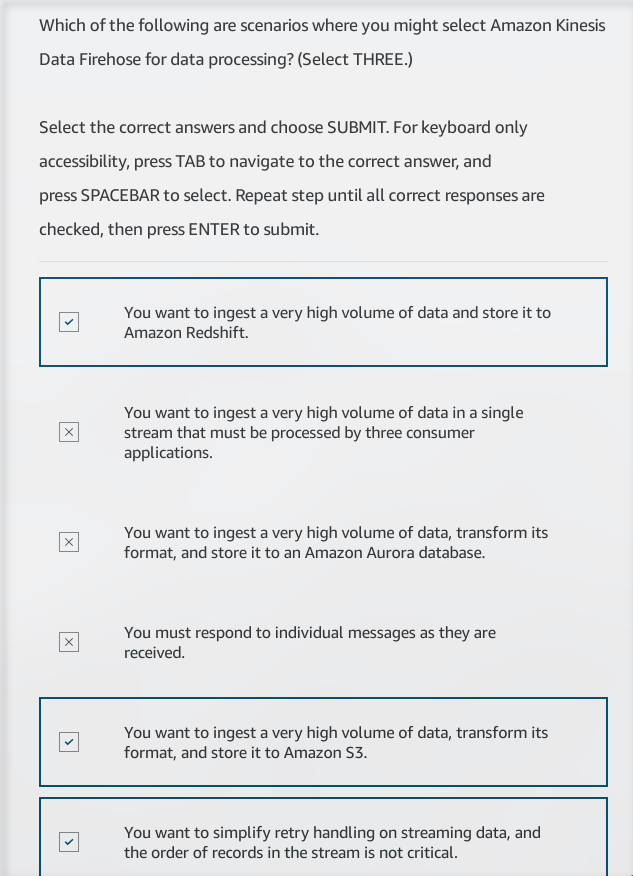 Which of the following are scenarios where you might select Amazon Kinesis
Data Firehose for data processing? (Select THREE.)
Select the correct answers and choose SUBMIT. For keyboard only
accessibility, press TAB to navigate to the correct answer, and
press SPACEBAR to select. Repeat step until all correct responses are
checked, then press ENTER to submit.
You want to ingest a very high volume of data and store it to
Amazon Redshift.
You want to ingest a very high volume of data in a single
stream that must be processed by three consumer
applications.
You want to ingest a very high volume of data, transform its
format, and store it to an Amazon Aurora database.
You must respond to individual messages as they are
received.
You want to ingest a very high volume of data, transform its
format, and store it to Amazon S3.
You want to simplify retry handling on streaming data, and
the order of records in the stream is not critical.